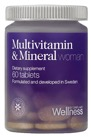 Multivitamin
& Mineral woman
Dietary supplement
60 tablets
Formulated and developed in Sweden
Wellness